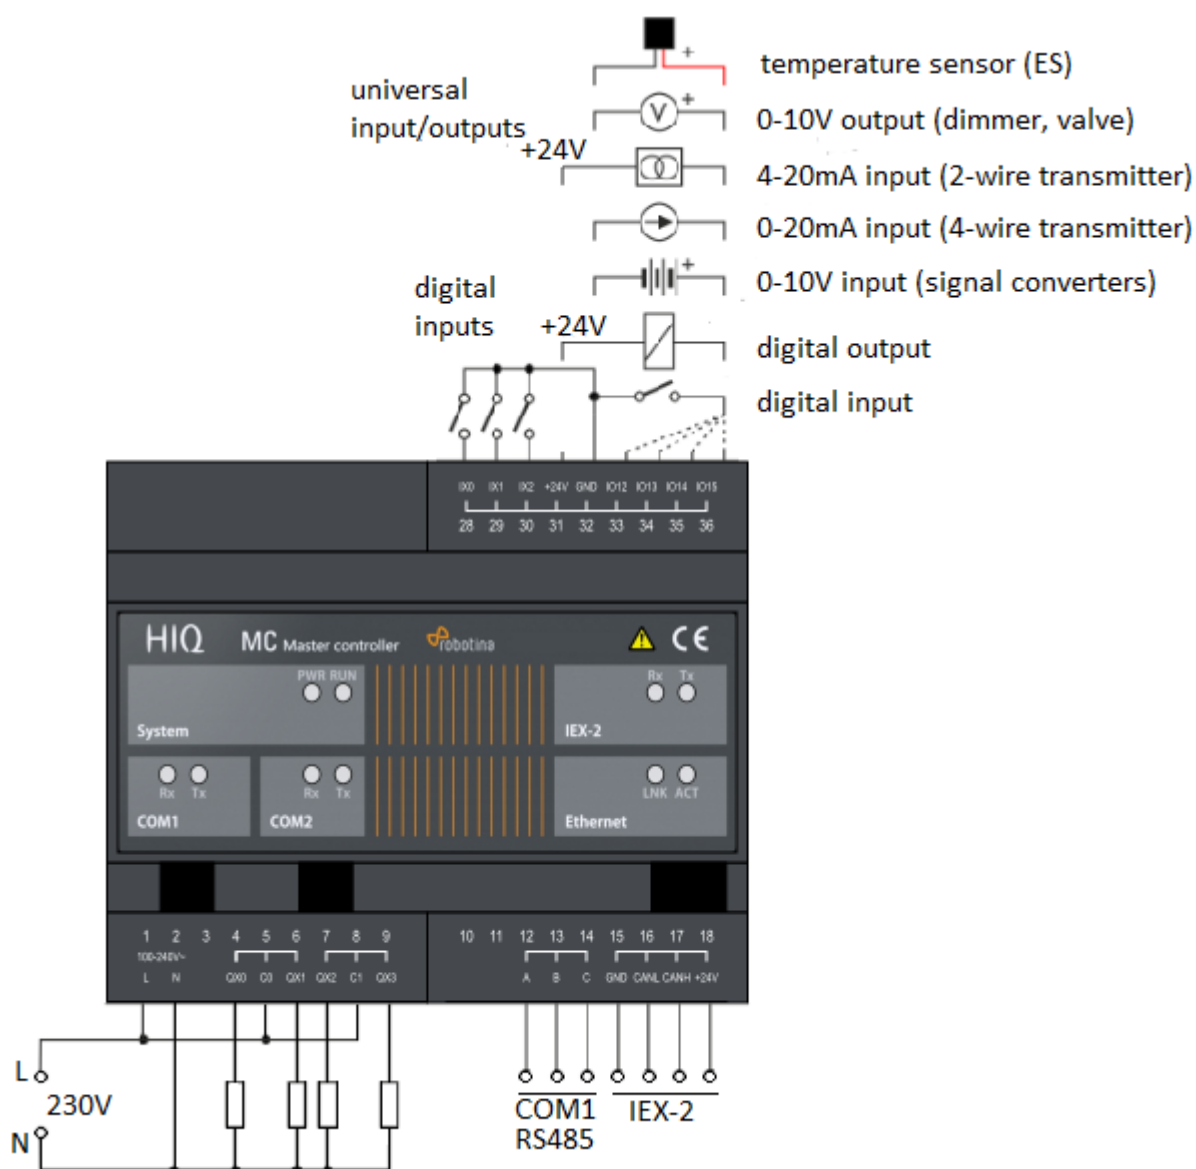 temperature sensor (ES)
universal
input/outputs
0-10V output (dimmer, valve)
+24V
4-20mA input (2-wire transmitter)
0-20mA input (4-wire transmitter)
0-10V input (signal converters)
digital
inputs
+24V
digital output
digital input
IX0 IX1 IX2 +24V GND IO12 IO13 IO14 IO15
28 29 30 31 32 33 34 35 36
HIQ MC Master controller robotina CE
PWR RUN
System
Rx Tx
IEX-2
Rx Tx
COM1
Rx Tx
COM2
LNK ACT
Ethernet
1 2 3 4 5 6 7 8 9
100-240V~
L N QX0 C0 QX1 QX2 C1 QX3
10 11 12 13 14 15 16 17 18
A B C GND CANL CANH +24V
L
230V
N
COM1
RS485
IEX-2
+
+
+
V